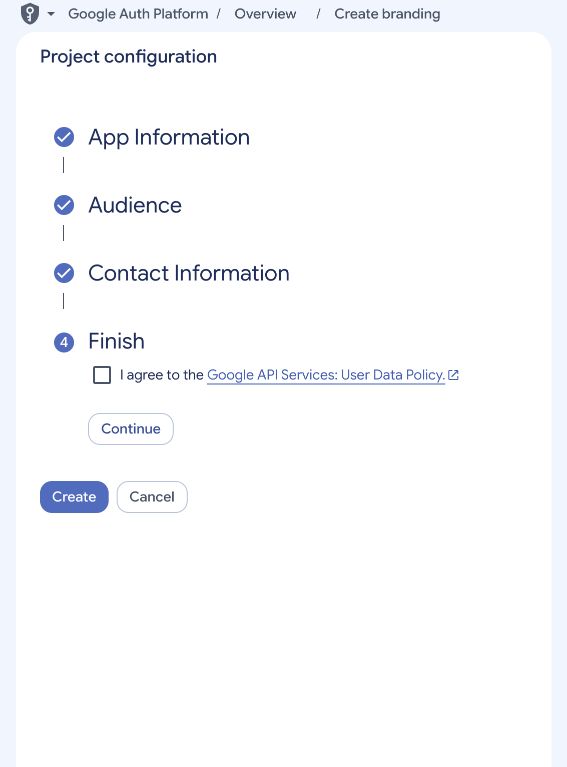 Google Auth Platform / Overview / Create branding
Project configuration
App Information
Audience
Contact Information
4 Finish
I agree to the Google API Services: User Data Policy.
Continue
Create Cancel